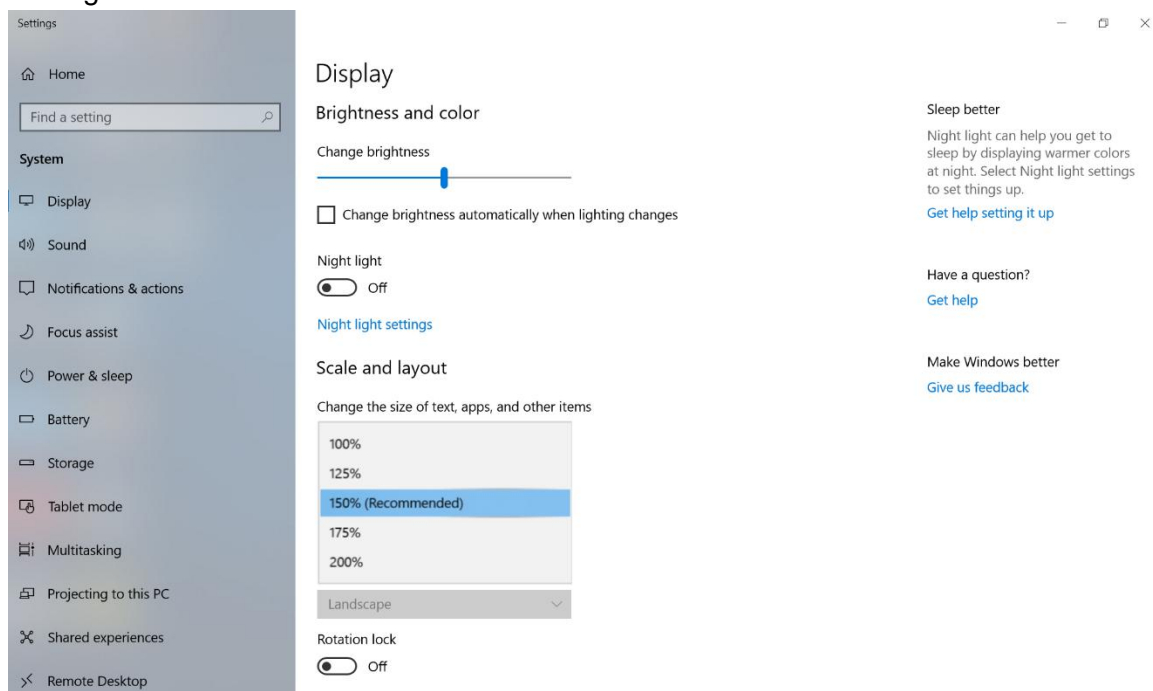 Settings
Home
Find a setting
System
Display
Sound
Notifications & actions
Focus assist
Power & sleep
Battery
Storage
Tablet mode
Multitasking
Projecting to this PC
Shared experiences
Remote Desktop
Display
Brightness and color
Change brightness
Change brightness automatically when lighting changes
Night light
Off
Night light settings
Scale and layout
Change the size of text, apps, and other items
100%
125%
150% (Recommended)
175%
200%
Landscape
Rotation lock
Off
Sleep better
Night light can help you get to
sleep by displaying warmer colors
at night. Select Night light settings
to set things up.
Get help setting it up
Have a question?
Get help
Make Windows better
Give us feedback